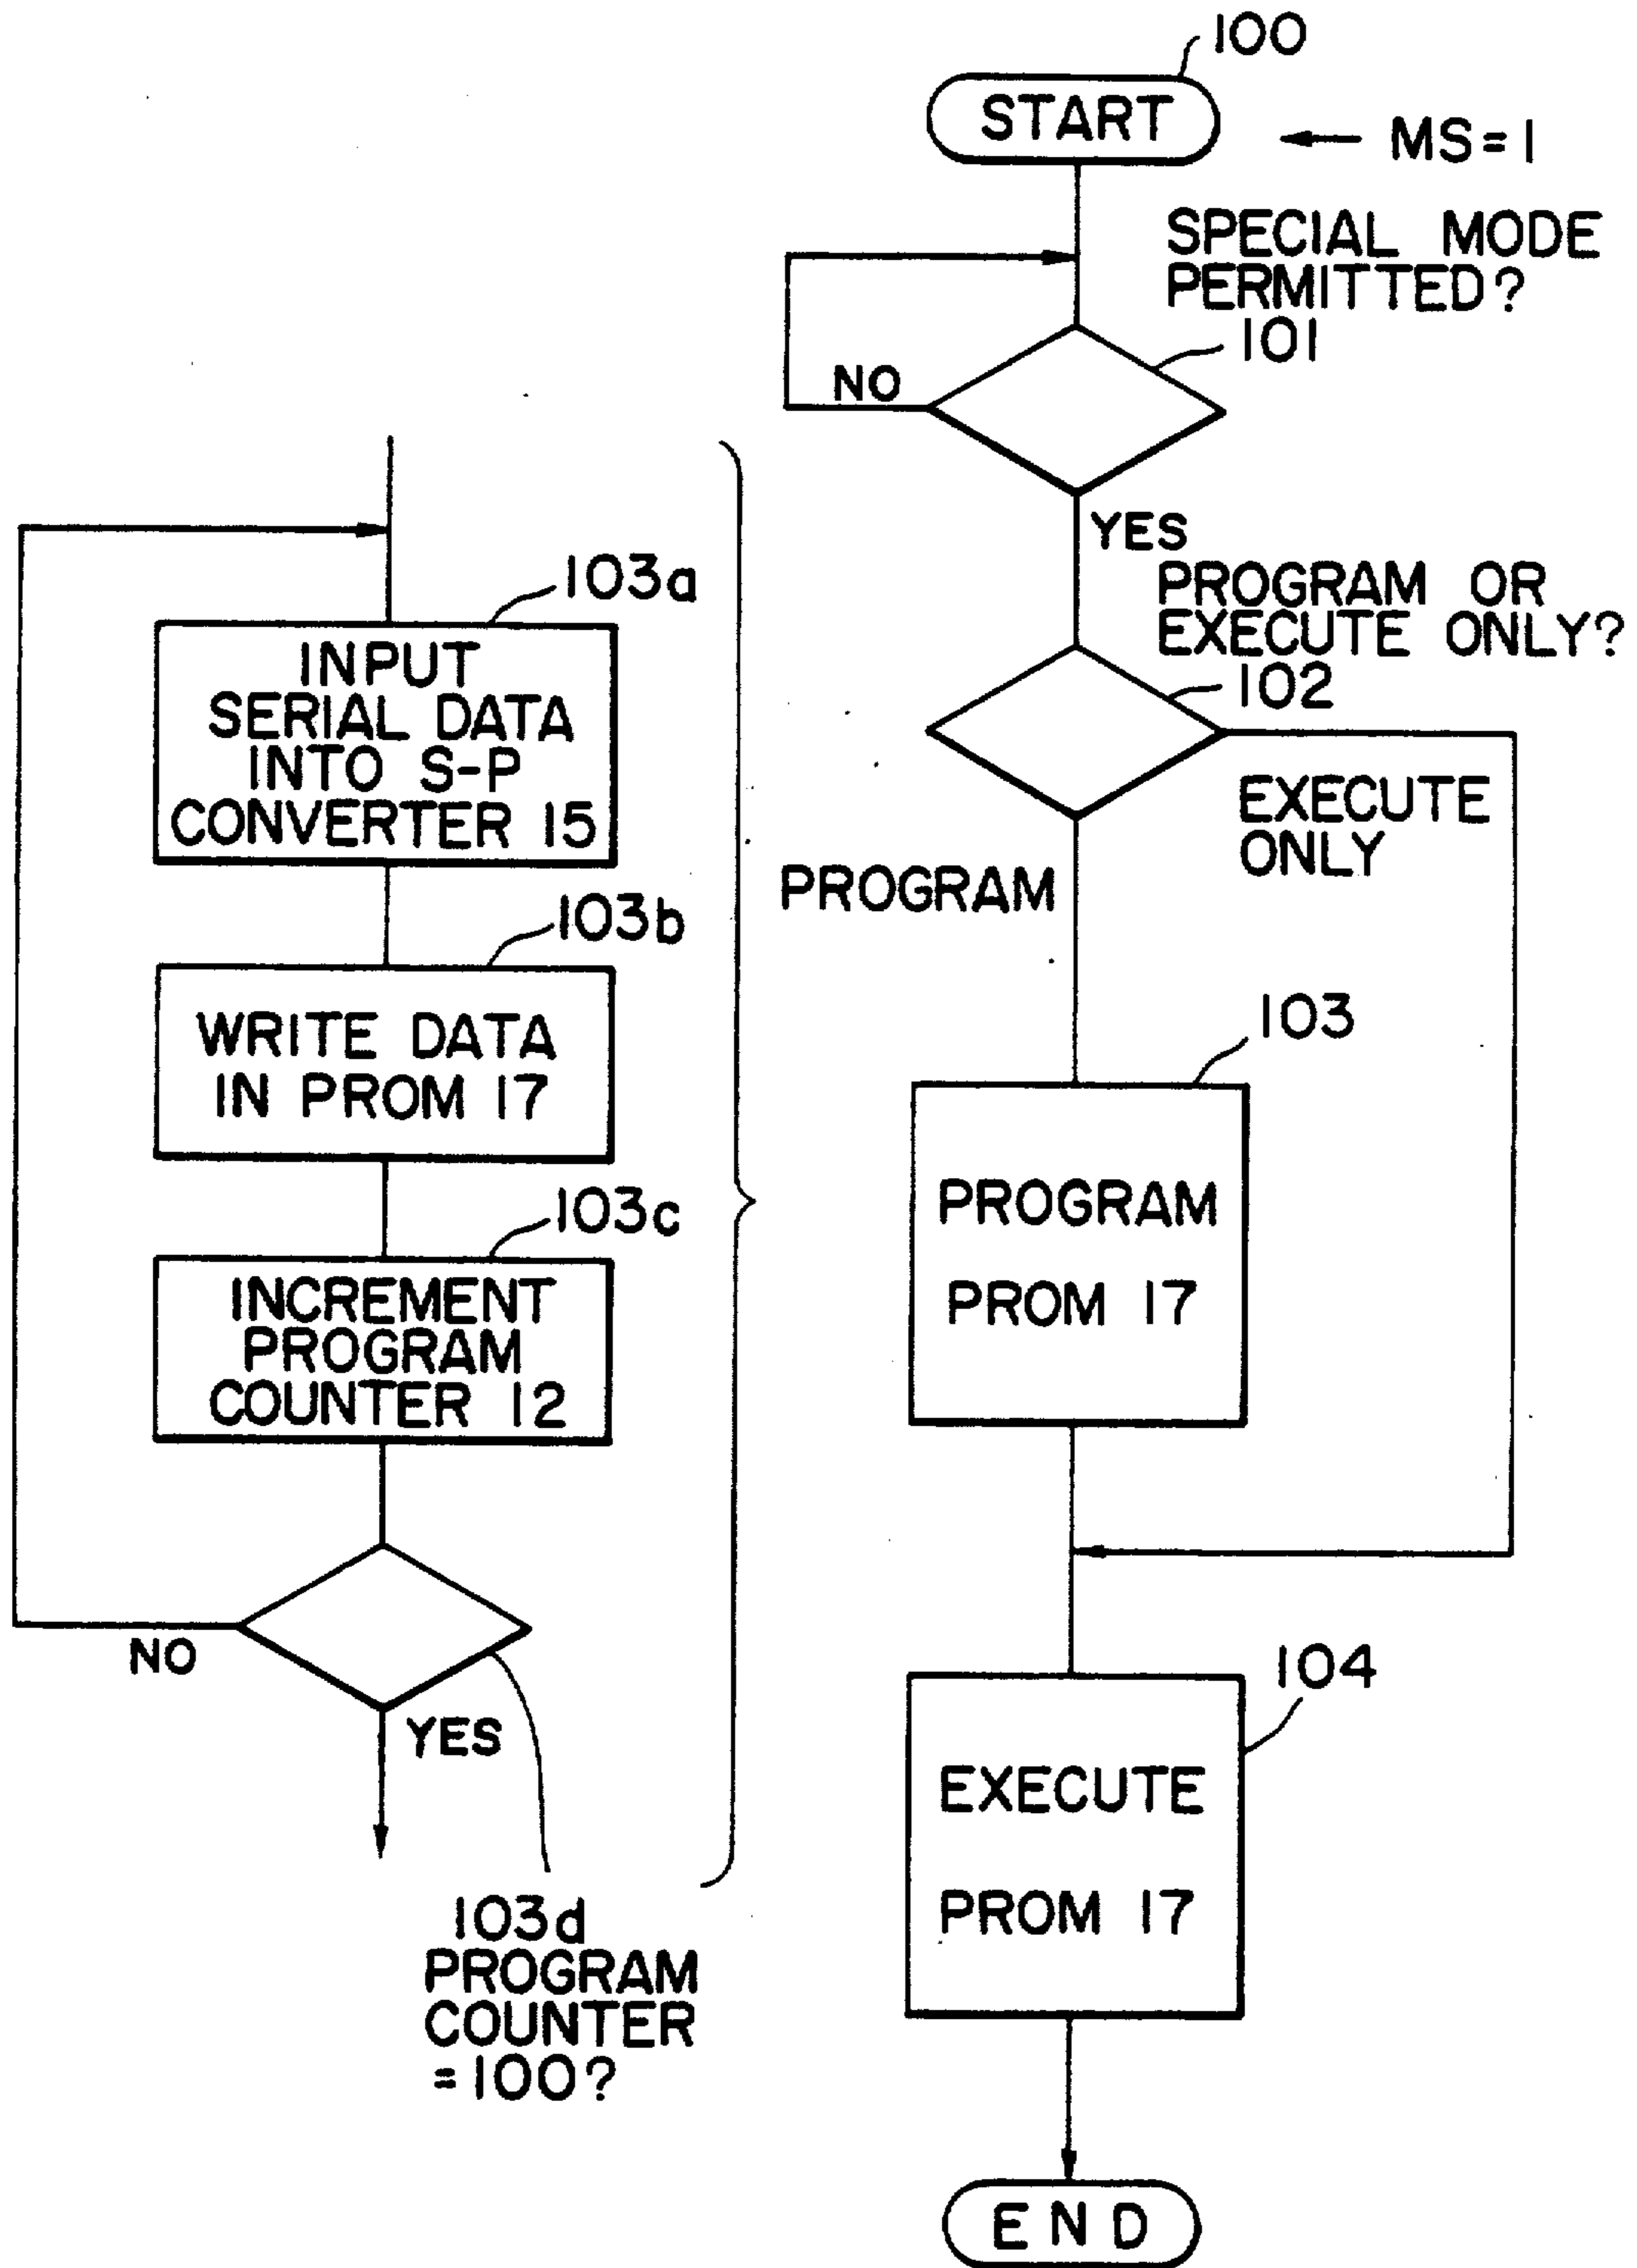 100
START
MS=1
SPECIAL MODE
PERMITTED?
101
NO
YES
PROGRAM OR
EXECUTE ONLY?
102
EXECUTE
ONLY
PROGRAM
103
PROGRAM
PROM 17
104
EXECUTE
PROM 17
END
103a
INPUT
SERIAL DATA
INTO S-P
CONVERTER 15
103b
WRITE DATA
IN PROM 17
103c
INCREMENT
PROGRAM
COUNTER 12
NO
YES
103d
PROGRAM
COUNTER
=100?